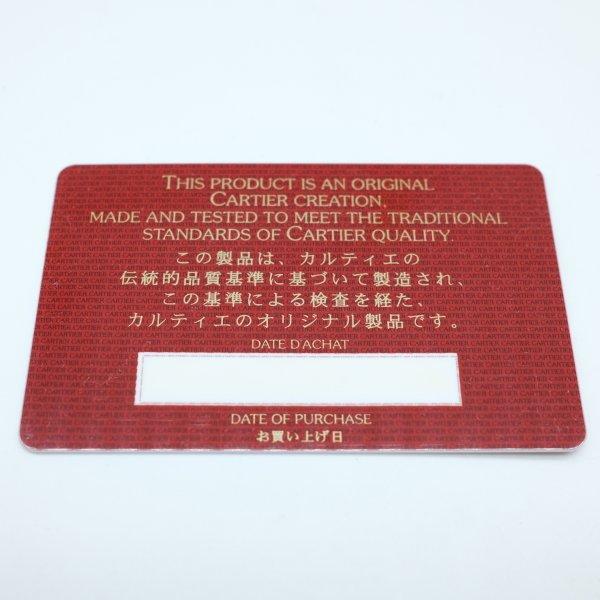 THIS PRODUCT IS AN ORIGINAL
CARTIER CREATION,
MADE AND TESTED TO MEET THE TRADITIONAL
STANDARDS OF CARTIER QUALITY.
この製品は、カルティエの
伝統的品質基準に基づいて製造され、
この基準による検査を経た、
カルティエのオリジナル製品です。
DATE D'ACHAT
DATE OF PURCHASE
お買い上げ日